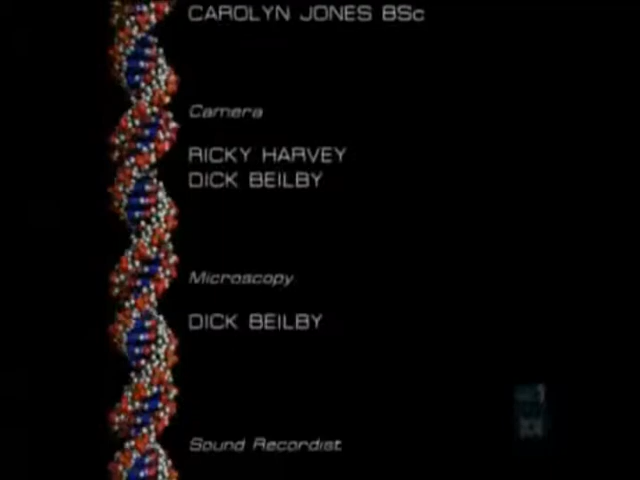 CAROLYN JONES BSc
Camera
RICKY HARVEY
DICK BEILBY
Microscopy
DICK BEILBY
Sound Recordist